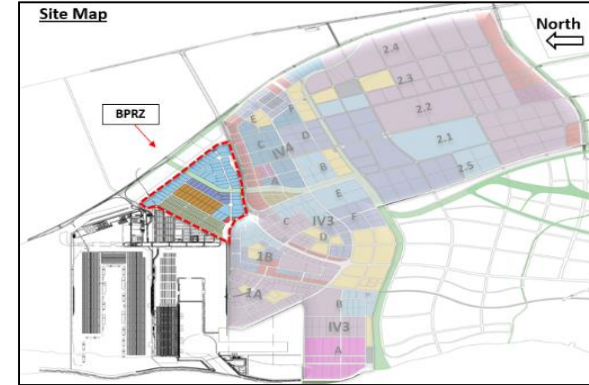 Site Map
North
BPRZ
2.4
2.3
2.2
2.1
2.5
E
F
C
D
IV4
A
B
E
C
IV3
F
D
1B
1A
B
IV3
A